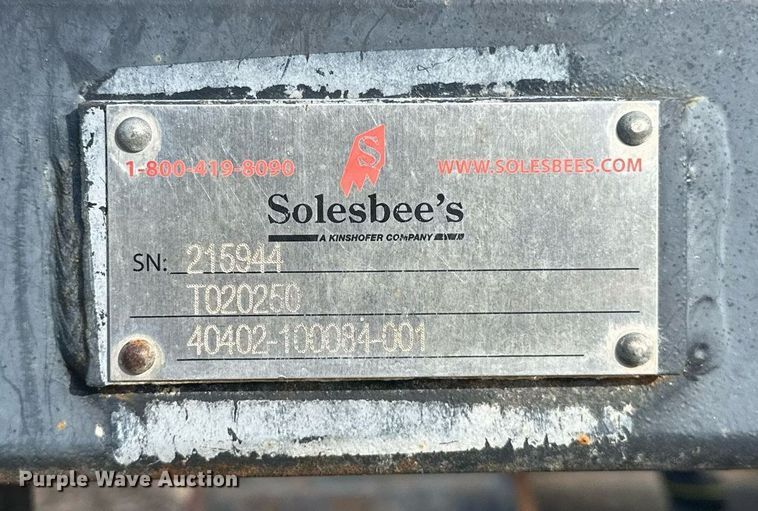 S
1-800-419-8090 WWW.SOLESBEES.COM
Solesbee's
A KINSHOFER COMPANY
SN: 215944
T020250
40402-100084-001
Purple Wave Auction